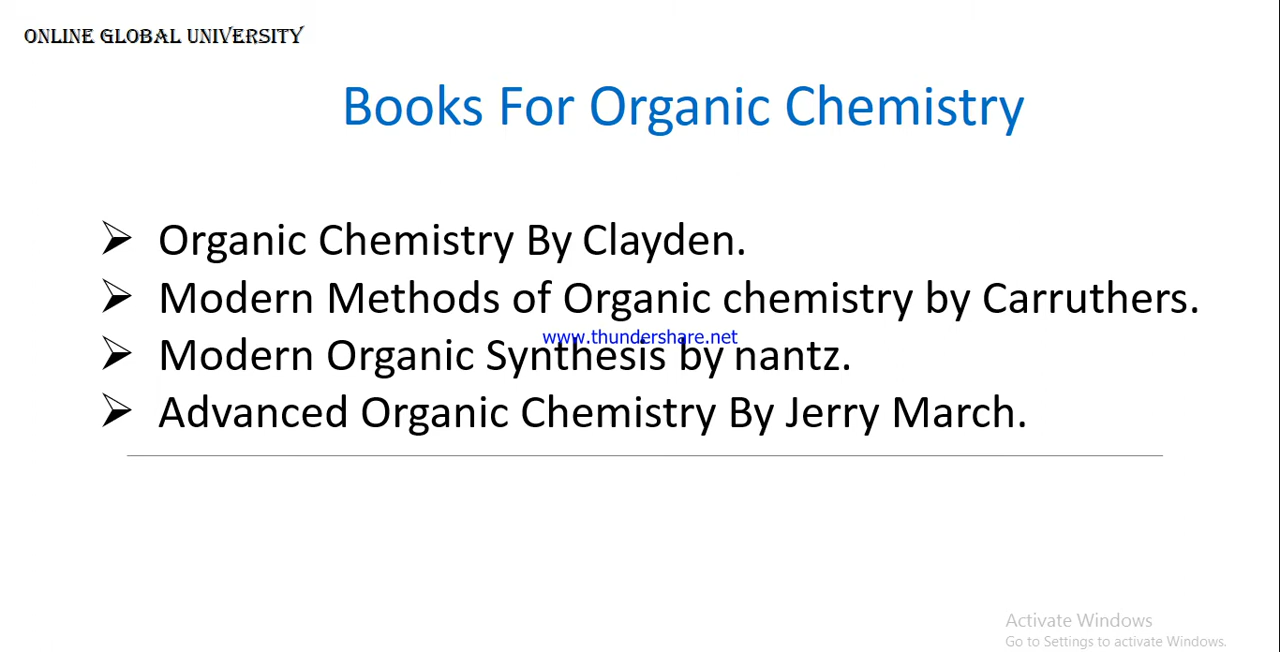 ONLINE GLOBAL UNIVERSITY
Books For Organic Chemistry
Organic Chemistry By Clayden.
Modern Methods of Organic chemistry by Carruthers.
www.thundershare.net
Modern Organic Synthesis by nantz.
Advanced Organic Chemistry By Jerry March.
Activate Windows
Go to Settings to activate Windows.